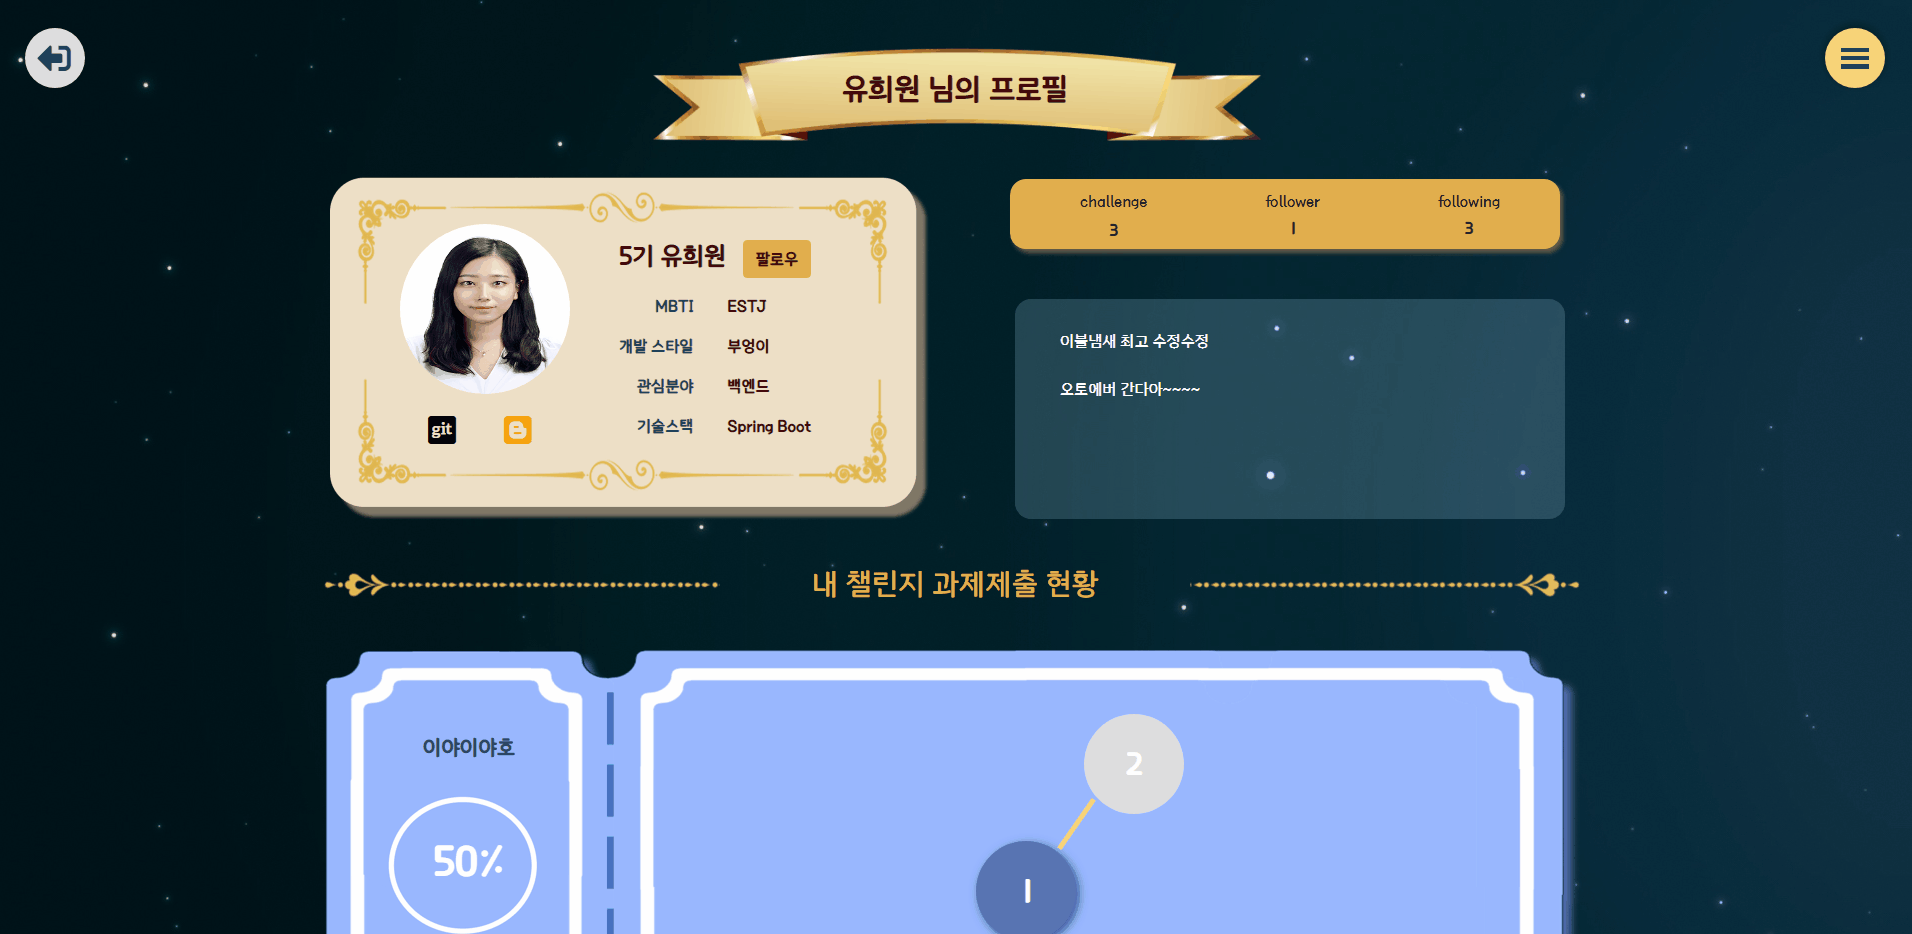 유희원 님의 프로필
5기 유희원 팔로우
MBTI ESTJ
개발 스타일 부엉이
관심분야 백엔드
기술스택 Spring Boot
git
challenge follower following
3 1 3
이불냄새 최고 수정수정
오토에버 간다아~~~~
내 챌린지 과제제출 현황
이야이야호
50%
2
1